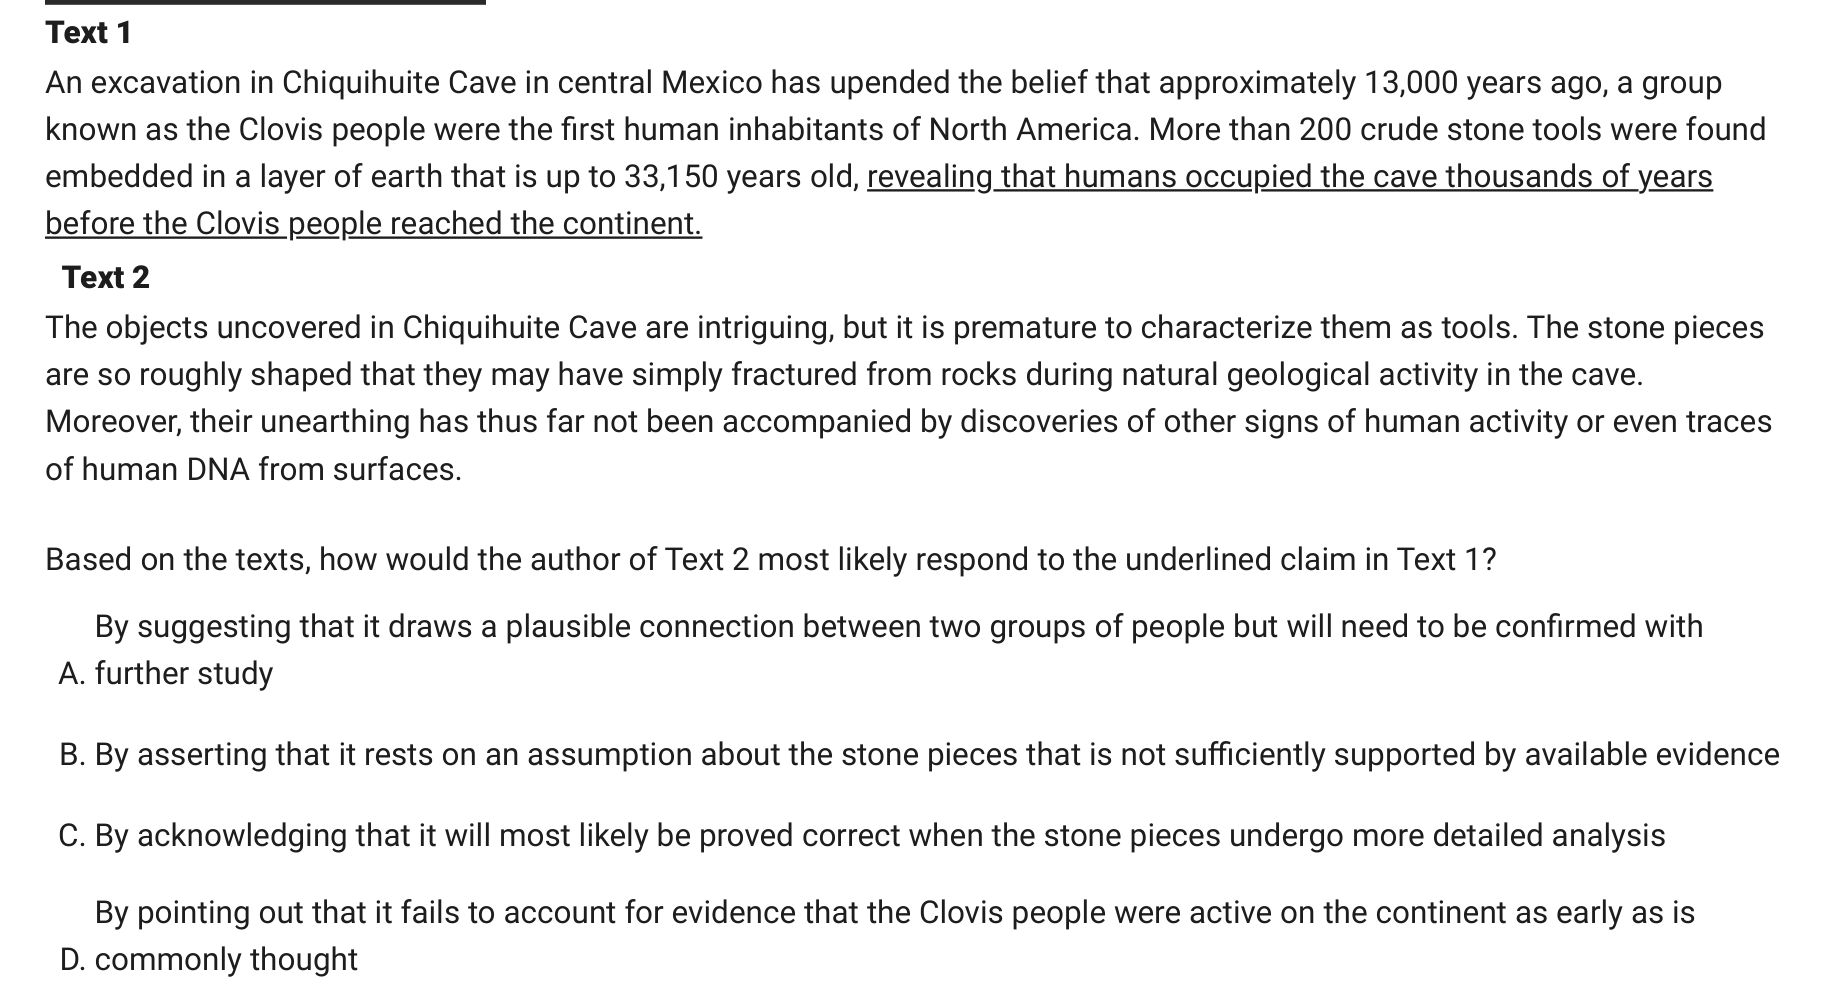 Text 1
An excavation in Chiquihuite Cave in central Mexico has upended the belief that approximately 13,000 years ago, a group
known as the Clovis people were the first human inhabitants of North America. More than 200 crude stone tools were found
embedded in a layer of earth that is up to 33,150 years old, revealing that humans occupied the cave thousands of years
before the Clovis people reached the continent.
Text 2
The objects uncovered in Chiquihuite Cave are intriguing, but it is premature to characterize them as tools. The stone pieces
are so roughly shaped that they may have simply fractured from rocks during natural geological activity in the cave.
Moreover, their unearthing has thus far not been accompanied by discoveries of other signs of human activity or even traces
of human DNA from surfaces.
Based on the texts, how would the author of Text 2 most likely respond to the underlined claim in Text 1?
By suggesting that it draws a plausible connection between two groups of people but will need to be confirmed with
A. further study
B. By asserting that it rests on an assumption about the stone pieces that is not sufficiently supported by available evidence
C. By acknowledging that it will most likely be proved correct when the stone pieces undergo more detailed analysis
By pointing out that it fails to account for evidence that the Clovis people were active on the continent as early as is
D. commonly thought